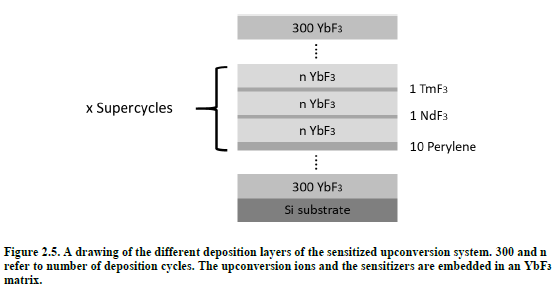 300 YbF3
n YbF3
1 TmF3
x Supercycles
n YbF3
1 NdF3
n YbF3
10 Perylene
300 YbF3
Si substrate
Figure 2.5. A drawing of the different deposition layers of the sensitized upconversion system. 300 and n
refer to number of deposition cycles. The upconversion ions and the sensitizers are embedded in an YbF3
matrix.